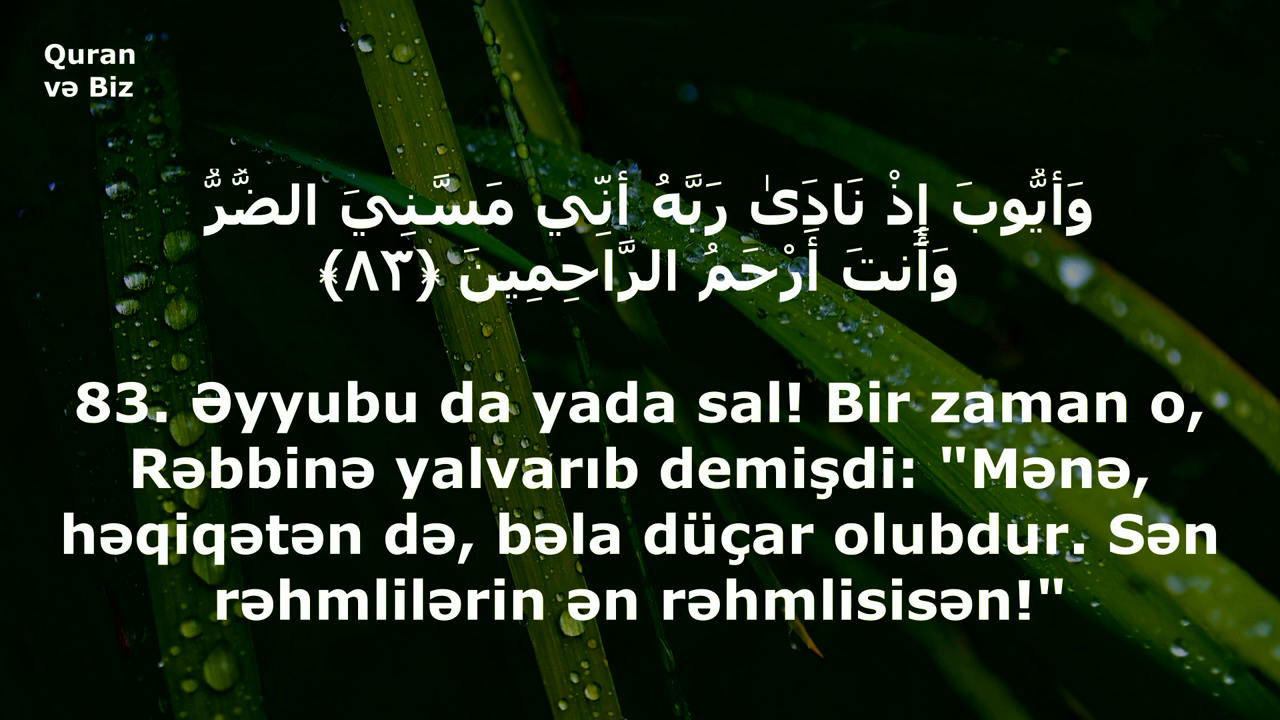 Quran
və Biz
وَأَيُّوبَ إِذْ نَادَىٰ رَبَّهُ أَنِّي مَسَّنِيَ الضُّرُّ
وَأَنتَ أَرْحَمُ الرَّاحِمِينَ ﴿٨٣﴾
83. Əyyubu da yada sal! Bir zaman o,
Rəbbinə yalvarıb demişdi: "Mənə,
həqiqətən də, bəla düçar olubdur. Sən
rəhmlilərin ən rəhmlisisən!"